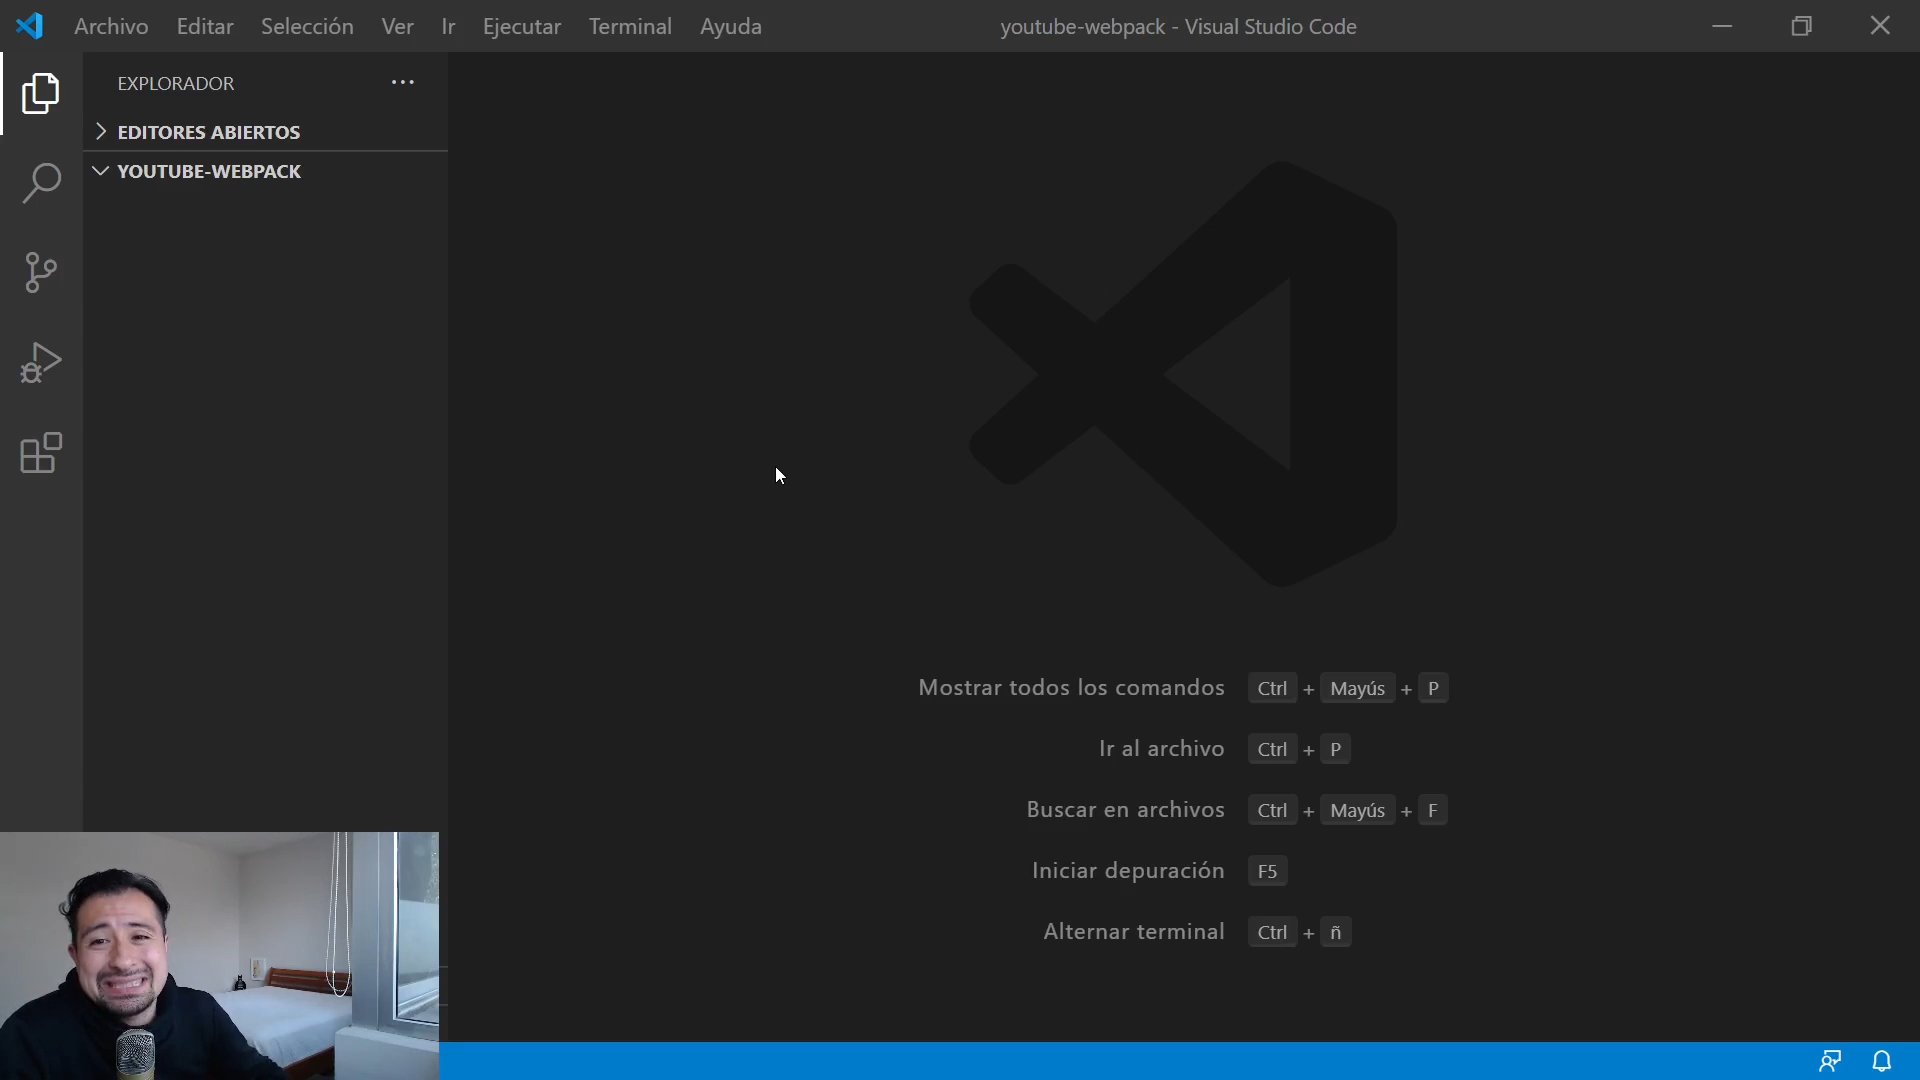 Archivo Editar Selección Ver Ir Ejecutar Terminal Ayuda youtube-webpack - Visual Studio Code
EXPLORADOR
EDITORES ABIERTOS
YOUTUBE-WEBPACK
Mostrar todos los comandos Ctrl + Mayús + P
Ir al archivo Ctrl + P
Buscar en archivos Ctrl + Mayús + F
Iniciar depuración F5
Alternar terminal Ctrl + ñ